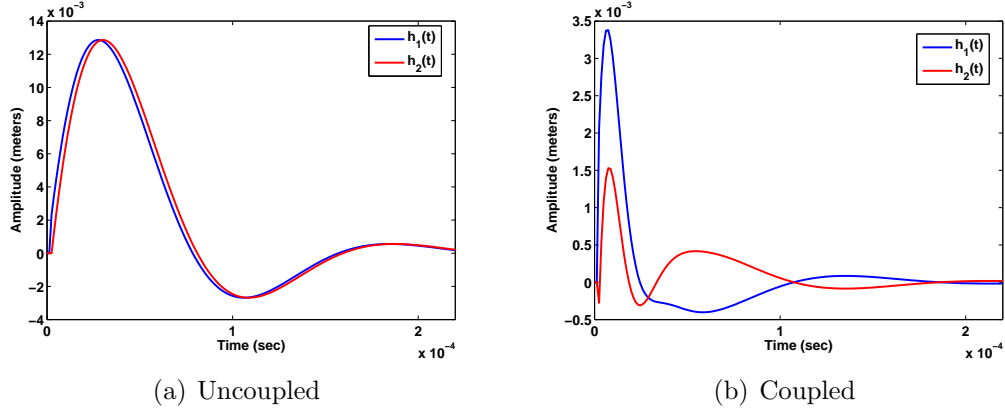 x 10⁻³
14
12
10
8
6
4
2
0
−2
−4
0
1
2
x 10⁻⁴
Time (sec)
Amplitude (meters)
h₁(t)
h₂(t)
(a) Uncoupled
x 10⁻³
3.5
3
2.5
2
1.5
1
0.5
0
−0.5
0
1
2
x 10⁻⁴
Time (sec)
Amplitude (meters)
h₁(t)
h₂(t)
(b) Coupled